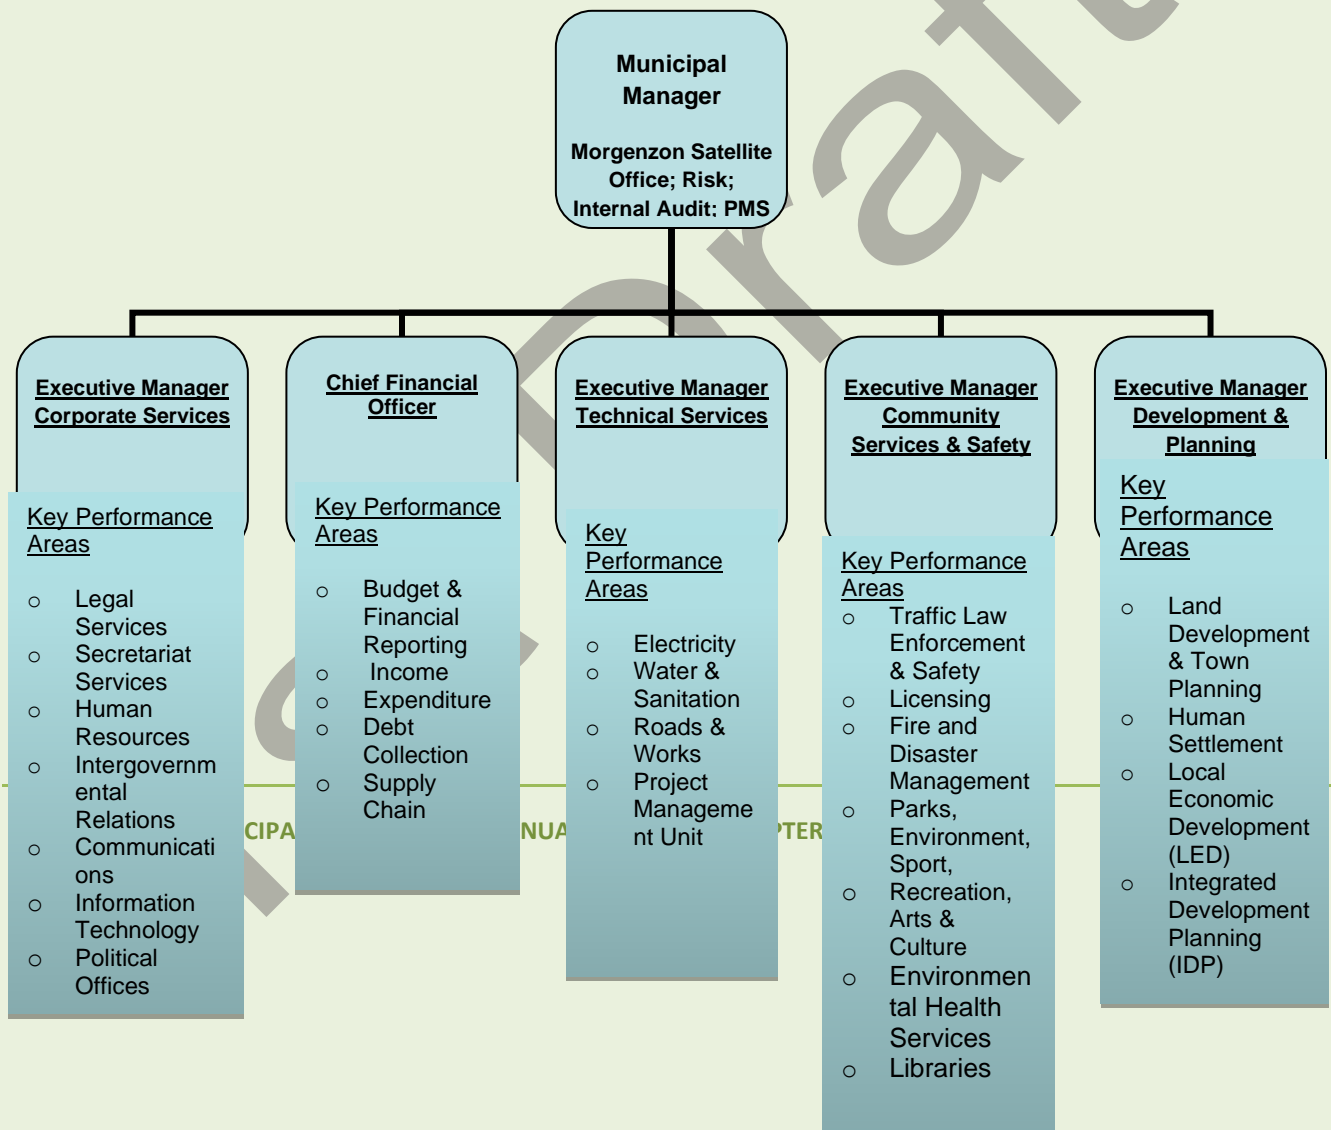 Municipal
Manager
Morgenzon Satellite
Office; Risk;
Internal Audit; PMS
Executive Manager
Corporate Services
Key Performance
Areas
o Legal
Services
o Secretariat
Services
o Human
Resources
o Intergovernm
ental
Relations
o Communicati
ons
o Information
Technology
o Political
Offices
Chief Financial
Officer
Key Performance
Areas
o Budget &
Financial
Reporting
o Income
o Expenditure
o Debt
Collection
o Supply
Chain
Executive Manager
Technical Services
Key
Performance
Areas
o Electricity
o Water &
Sanitation
o Roads &
Works
o Project
Manageme
nt Unit
Executive Manager
Community
Services & Safety
Key Performance
Areas
o Traffic Law
Enforcement
& Safety
o Licensing
o Fire and
Disaster
Management
o Parks,
Environment,
Sport,
o Recreation,
Arts &
Culture
o Environmen
tal Health
Services
o Libraries
Executive Manager
Development &
Planning
Key
Performance
Areas
o Land
Development
& Town
Planning
o Human
Settlement
o Local
Economic
Development
(LED)
o Integrated
Development
Planning
(IDP)
CIPA NUA PTER
Draft